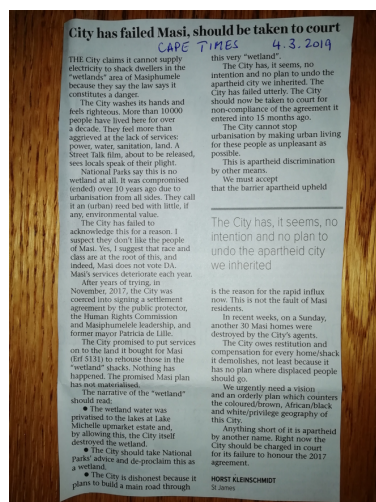 City has failed Masi, should be taken to court
CAPE TIMES 4.3.2019
THE City claims it cannot supply
electricity to shack dwellers in the
"wetlands" area of Masiphumele
because they say the law says it
constitutes a danger.
The City washes its hands and
feels righteous. More than 10000
people have lived here for over
a decade. They feel more than
aggrieved at the lack of services:
power, water, sanitation, land. A
Street Talk film, about to be released,
sees locals speak of their plight.
National Parks say this is no
wetland at all. It was compromised
(ended) over 10 years ago due to
urbanisation from all sides. They call
it an (urban) reed bed with little, if
any, environmental value.
The City has failed to
acknowledge this for a reason. I
suspect they don't like the people
of Masi. Yes, I suggest that race and
class are at the root of this, and
indeed, Masi does not vote DA.
Masi's services deteriorate each year.
After years of trying, in
November, 2017, the City was
coerced into signing a settlement
agreement by the public protector,
the Human Rights Commission
and Masiphumelele leadership, and
former mayor Patricia de Lille.
The City promised to put services
on to the land it bought for Masi
(Erf 5131) to rehouse those in the
"wetland" shacks. Nothing has
happened. The promised Masi plan
has not materialised.
The narrative of the "wetland"
should read;
● The wetland water was
privatised to the lakes at Lake
Michelle upmarket estate and,
by allowing this, the City itself
destroyed the wetland.
● The City should take National
Parks' advice and de-proclaim this as
a wetland.
● The City is dishonest because it
plans to build a main road through
this very "wetland".
The City has, it seems, no
intention and no plan to undo the
apartheid city we inherited. The
City has failed utterly. The City
should now be taken to court for
non-compliance of the agreement it
entered into 15 months ago.
The City cannot stop
urbanisation by making urban living
for these people as unpleasant as
possible.
This is apartheid discrimination
by other means.
We must accept
that the barrier apartheid upheld
The City has, it seems, no
intention and no plan to
undo the apartheid city
we inherited
is the reason for the rapid influx
now. This is not the fault of Masi
residents.
In recent weeks, on a Sunday,
another 30 Masi homes were
destroyed by the City's agents.
The City owes restitution and
compensation for every home/shack
it demolishes, not least because it
has no plan where displaced people
should go.
We urgently need a vision
and an orderly plan which counters
the coloured/brown, African/black
and white/privilege geography of
this City.
Anything short of it is apartheid
by another name. Right now the
City should be charged in court
for its failure to honour the 2017
agreement.
HORST KLEINSCHMIDT
St James